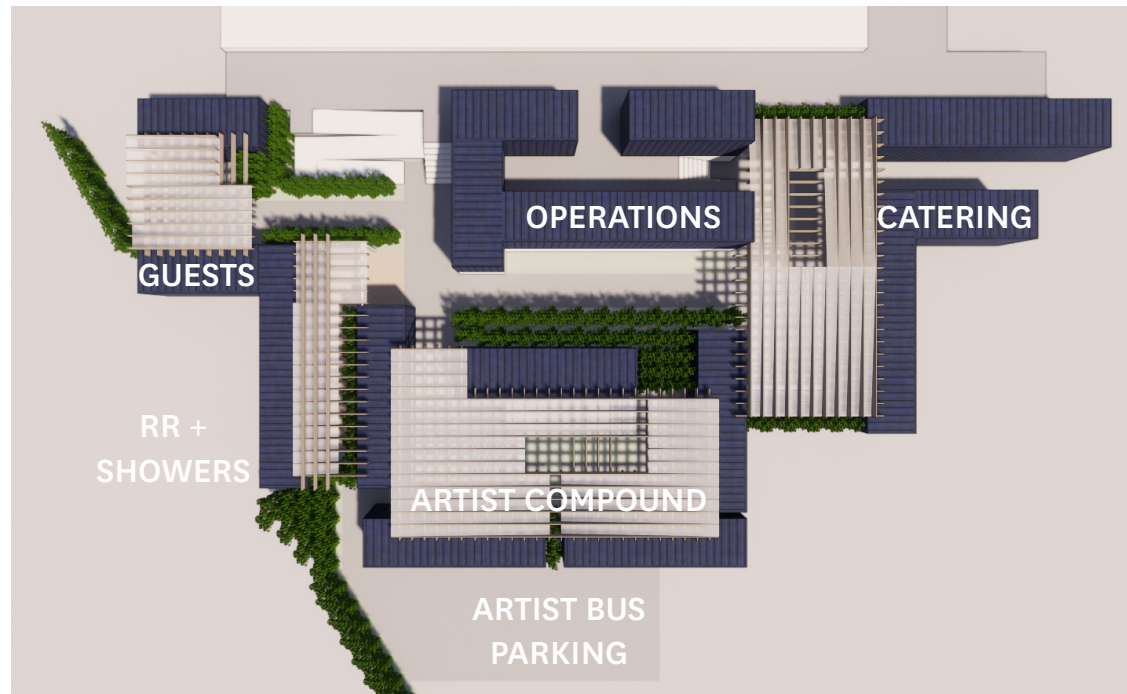 OPERATIONS
CATERING
GUESTS
RR +
SHOWERS
ARTIST COMPOUND
ARTIST BUS
PARKING